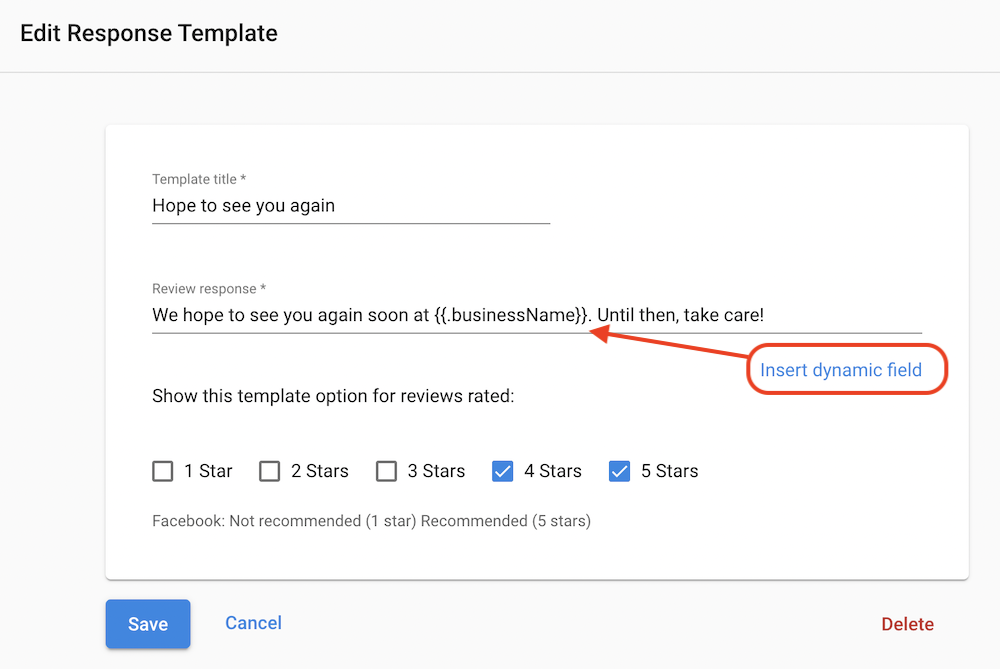 Edit Response Template
Template title *
Hope to see you again
Review response *
We hope to see you again soon at {{.businessName}}. Until then, take care!
Insert dynamic field
Show this template option for reviews rated:
1 Star 2 Stars 3 Stars 4 Stars 5 Stars
Facebook: Not recommended (1 star) Recommended (5 stars)
Save Cancel Delete